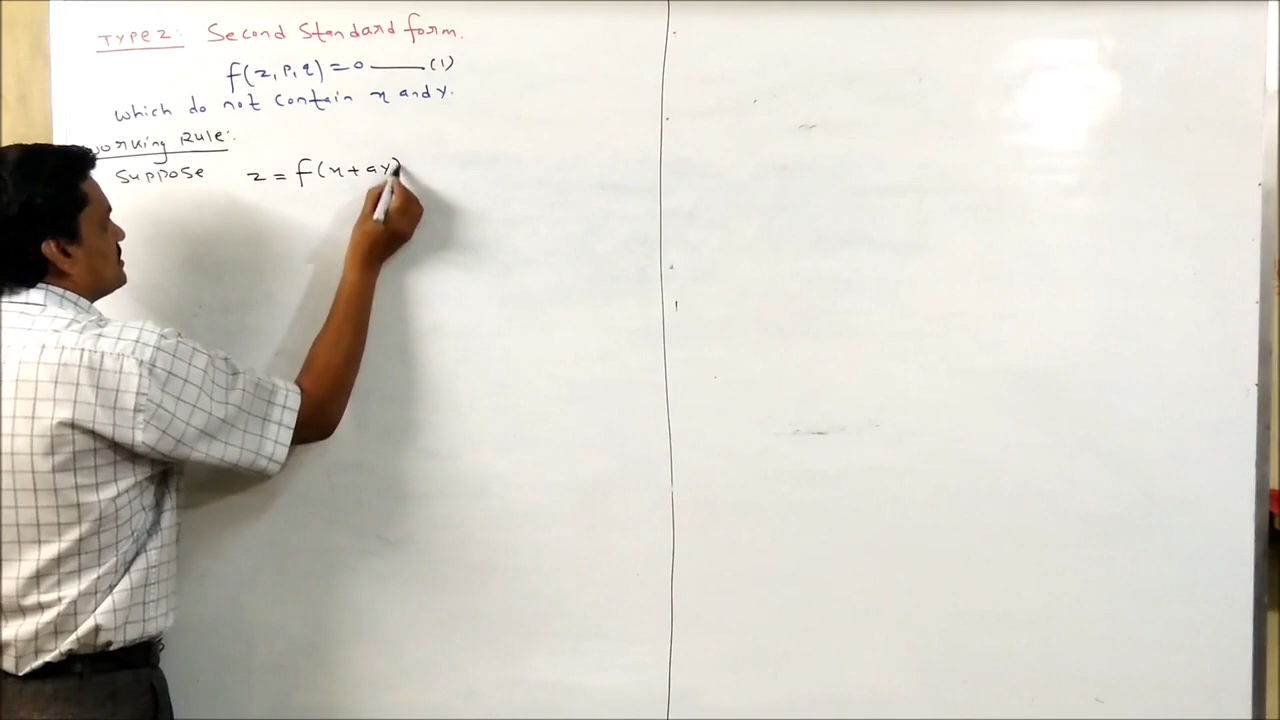 TYPE 2: Second Standard form.
f(z, p, q) = 0 —— (1)
which do not contain x and y.
working Rule:
Suppose z = f(x + ay)